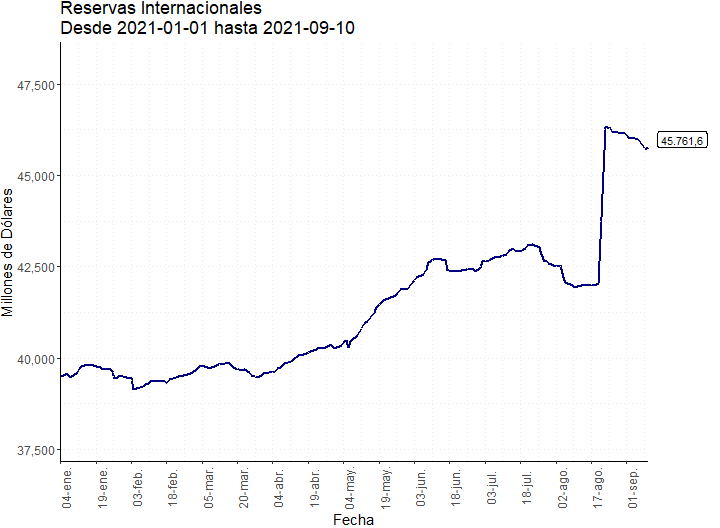 Reservas Internacionales
Desde 2021-01-01 hasta 2021-09-10
Millones de Dólares
47,500
45,000
42,500
40,000
37,500
45.761,6
04-ene.
19-ene.
03-feb.
18-feb.
05-mar.
20-mar.
04-abr.
19-abr.
04-may.
19-may.
03-jun.
18-jun.
03-jul.
18-jul.
02-ago.
17-ago.
01-sep.
Fecha